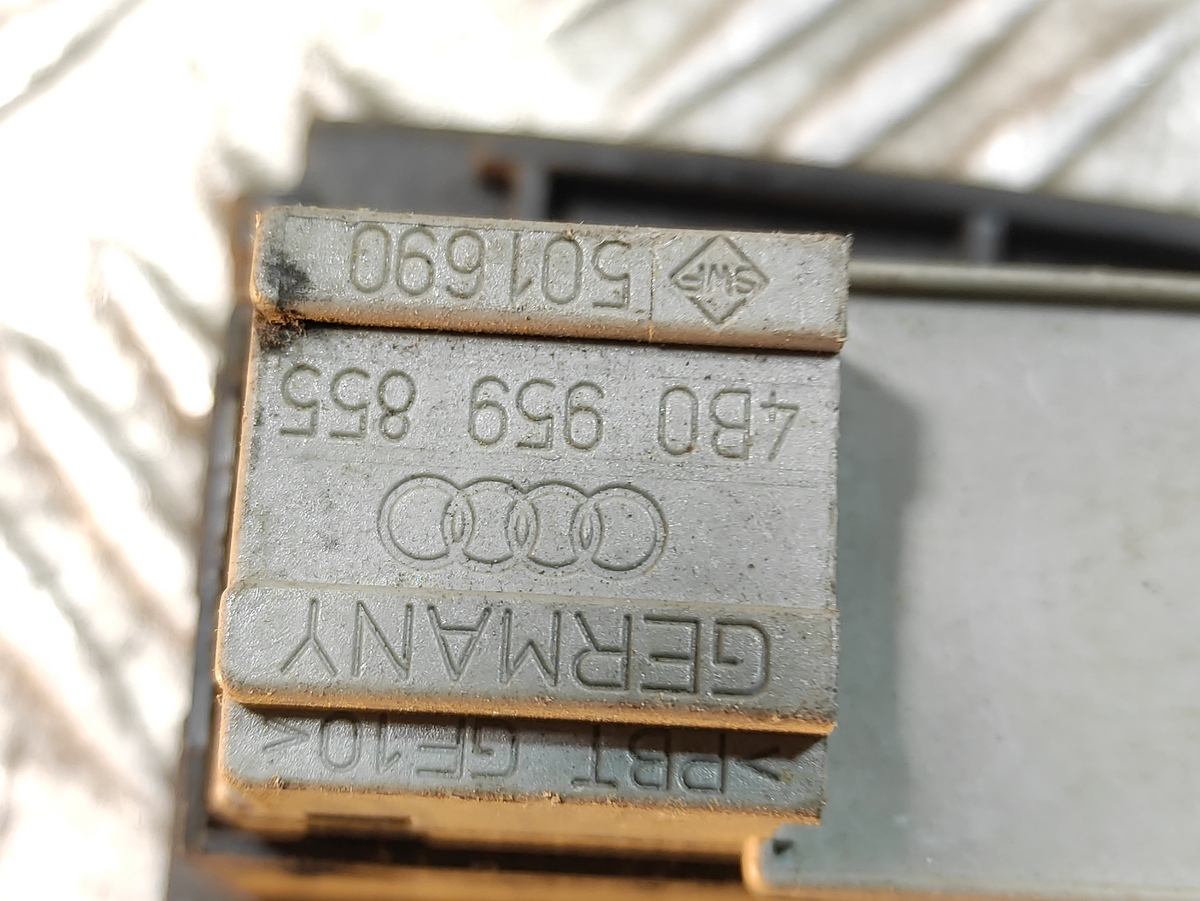 >PBT GF10<
GERMANY
4B0 959 855
SWF 501690